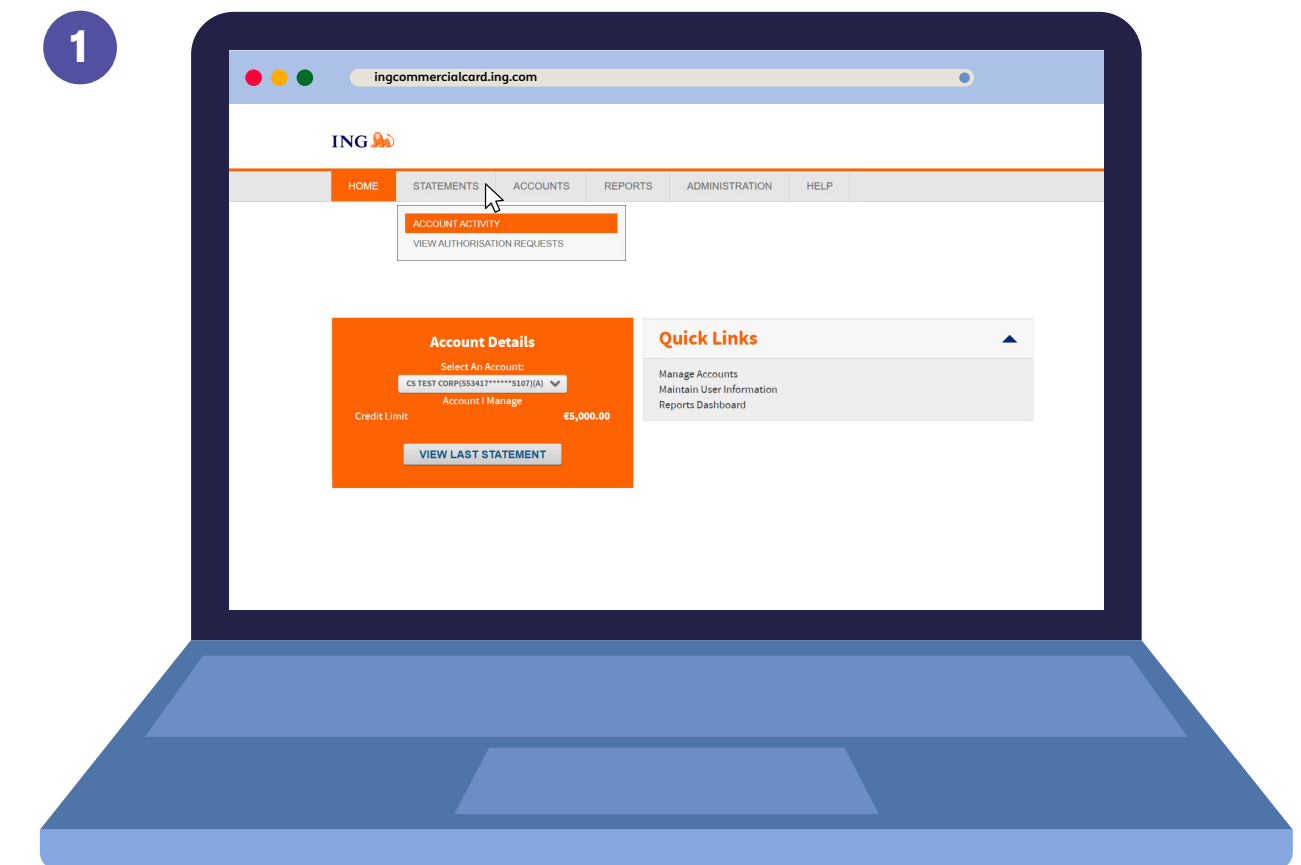 1
ingcommercialcard.ing.com
ING
HOME STATEMENTS ACCOUNTS REPORTS ADMINISTRATION HELP
ACCOUNT ACTIVITY
VIEW AUTHORISATION REQUESTS
Account Details
Select An Account:
CS TEST CORP(553417******5107)(A)
Account I Manage
Credit Limit €5,000.00
VIEW LAST STATEMENT
Quick Links
Manage Accounts
Maintain User Information
Reports Dashboard